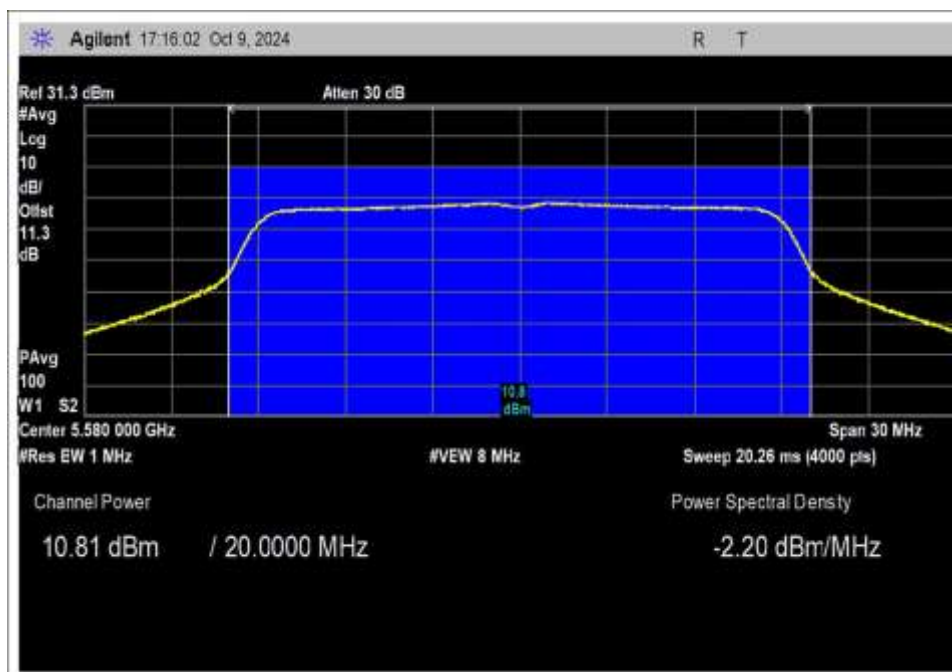 Agilent 17:16:02 Oct 9, 2024 R T
Ref 31.3 dBm Atten 30 dB
#Avg
Log
10
dB/
Offst
11.3
dB
10.8
dBm
PAvg
100
W1 S2
Center 5.580 000 GHz Span 30 MHz
#Res BW 1 MHz #VBW 8 MHz Sweep 20.26 ms (4000 pts)
Channel Power Power Spectral Density
10.81 dBm / 20.0000 MHz -2.20 dBm/MHz